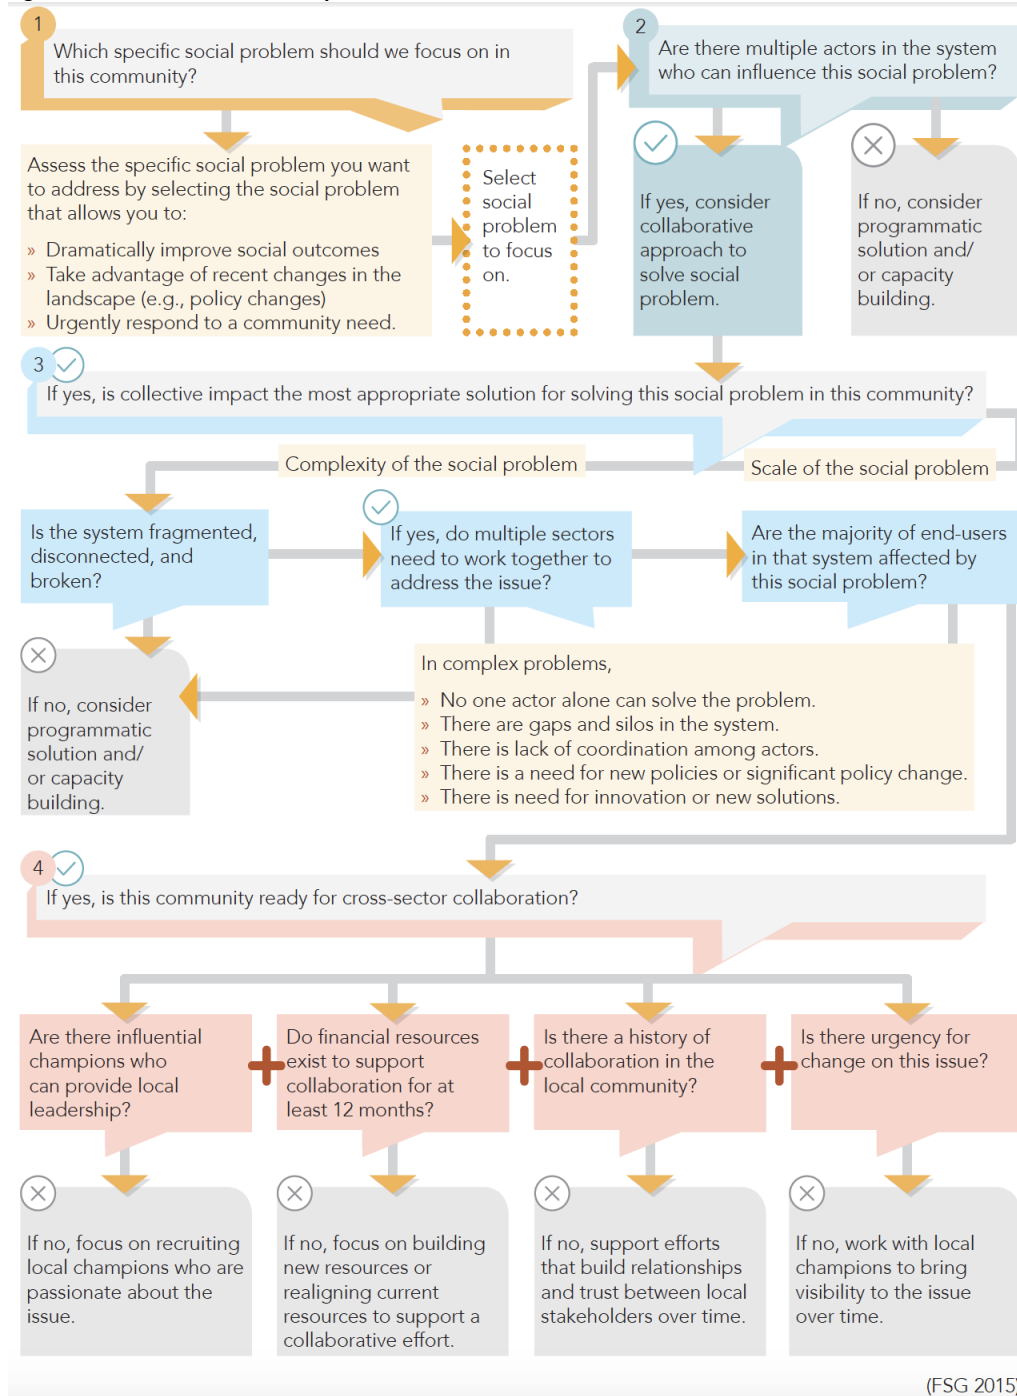 1
Which specific social problem should we focus on in
this community?
2
Are there multiple actors in the system
who can influence this social problem?
Assess the specific social problem you want
to address by selecting the social problem
that allows you to:
» Dramatically improve social outcomes
» Take advantage of recent changes in the
landscape (e.g., policy changes)
» Urgently respond to a community need.
Select
social
problem
to focus
on.
If yes, consider
collaborative
approach to
solve social
problem.
If no, consider
programmatic
solution and/
or capacity
building.
3
If yes, is collective impact the most appropriate solution for solving this social problem in this community?
Complexity of the social problem
Scale of the social problem
Is the system fragmented,
disconnected, and
broken?
If yes, do multiple sectors
need to work together to
address the issue?
Are the majority of end-users
in that system affected by
this social problem?
If no, consider
programmatic
solution and/
or capacity
building.
In complex problems,
» No one actor alone can solve the problem.
» There are gaps and silos in the system.
» There is lack of coordination among actors.
» There is a need for new policies or significant policy change.
» There is need for innovation or new solutions.
4
If yes, is this community ready for cross-sector collaboration?
Are there influential
champions who
can provide local
leadership?
Do financial resources
exist to support
collaboration for at
least 12 months?
Is there a history of
collaboration in the
local community?
Is there urgency for
change on this issue?
If no, focus on recruiting
local champions who are
passionate about the
issue.
If no, focus on building
new resources or
realigning current
resources to support a
collaborative effort.
If no, support efforts
that build relationships
and trust between local
stakeholders over time.
If no, work with local
champions to bring
visibility to the issue
over time.
(FSG 2015)